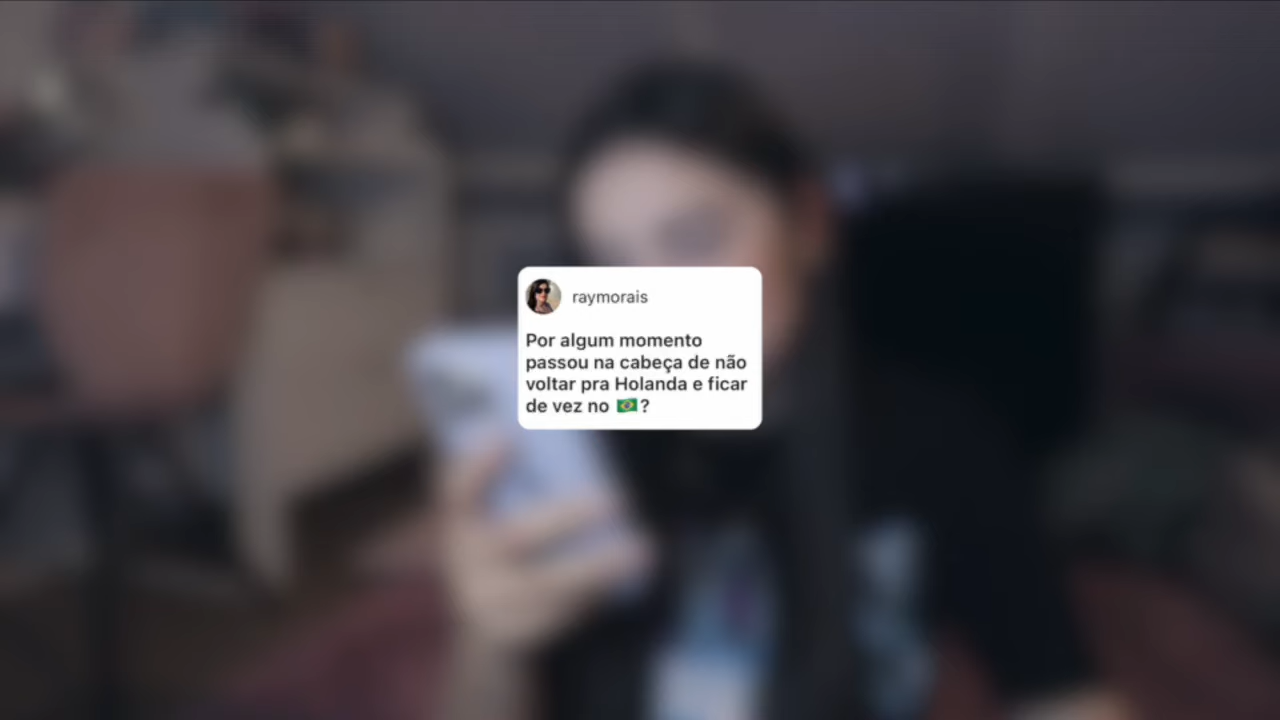 raymorais
Por algum momento
passou na cabeça de não
voltar pra Holanda e ficar
de vez no 🇧🇷?